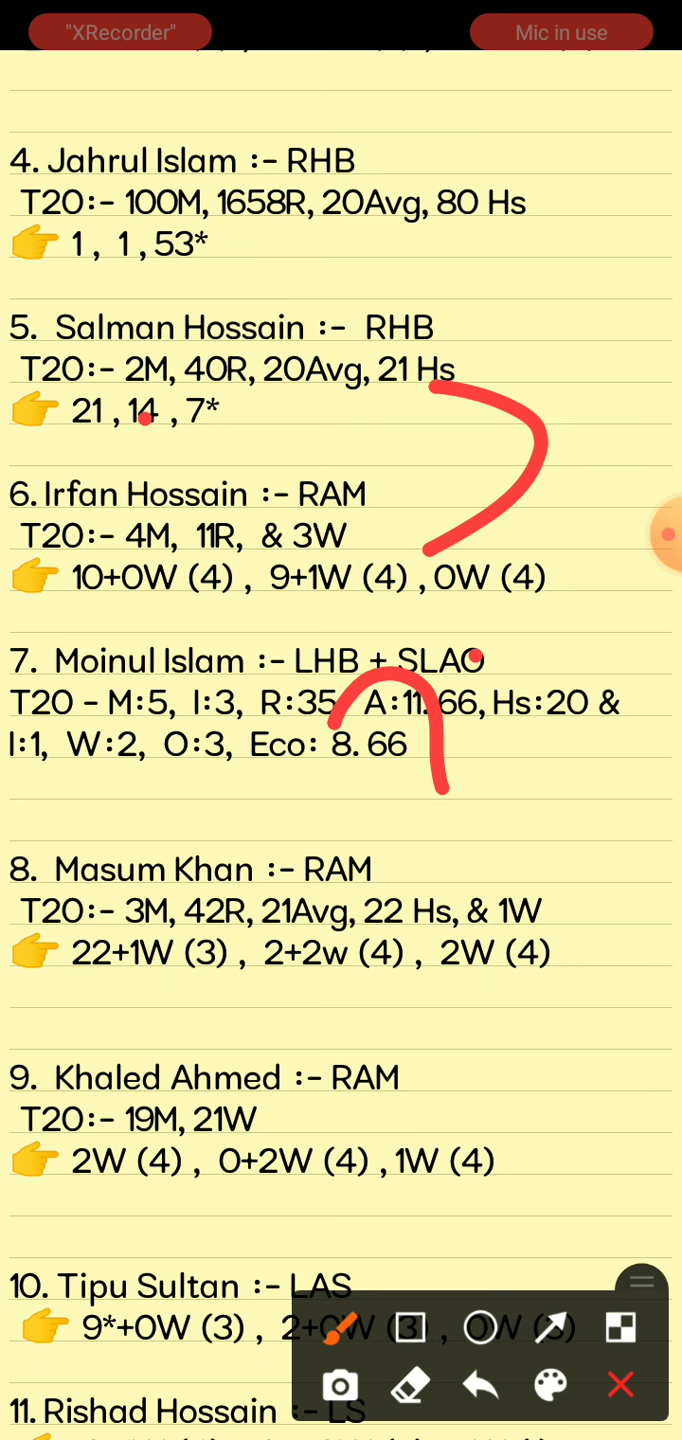 "XRecorder"
Mic in use
4. Jahrul Islam :- RHB
T20:- 100M, 1658R, 20Avg, 80 Hs
👉 1 , 1 , 53*
5. Salman Hossain :- RHB
T20:- 2M, 40R, 20Avg, 21 Hs
👉 21 , 14 , 7*
6. Irfan Hossain :- RAM
T20:- 4M, 11R, & 3W
👉 10+0W (4) , 9+1W (4) , 0W (4)
7. Moinul Islam :- LHB + SLAO
T20 - M:5, I:3, R:35 A:11.66, Hs:20 &
I:1, W:2, O:3, Eco: 8.66
8. Masum Khan :- RAM
T20:- 3M, 42R, 21Avg, 22 Hs, & 1W
👉 22+1W (3) , 2+2w (4) , 2W (4)
9. Khaled Ahmed :- RAM
T20:- 19M, 21W
👉 2W (4) , 0+2W (4) , 1W (4)
10. Tipu Sultan :- LAS
👉 9*+0W (3) , 2+0W (3) , 0W (3)
11. Rishad Hossain :- LS